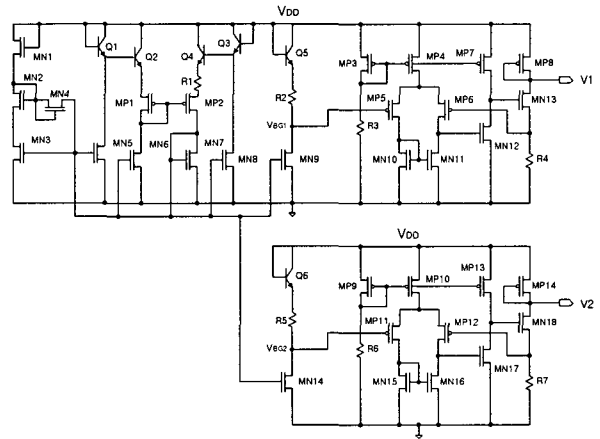 VDD
MN1
Q1
Q2
Q4
Q3
Q5
MP3
MP4
MP7
MP8
V1
MN2
MN4
R1
R2
MP1
MP2
VBG1
MP5
MP6
MN13
R3
MN12
MN3
MN5
MN6
MN7
MN8
MN9
MN10
MN11
R4
VDD
Q6
MP9
MP10
MP13
MP14
V2
R5
MP11
MP12
MN18
VBG2
R6
MN17
MN14
MN15
MN16
R7